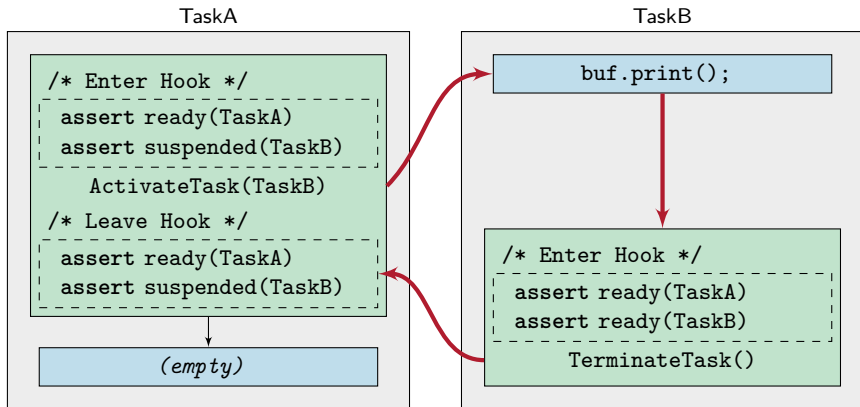 TaskA
/* Enter Hook */
assert ready(TaskA)
assert suspended(TaskB)
ActivateTask(TaskB)
/* Leave Hook */
assert ready(TaskA)
assert suspended(TaskB)
(empty)
TaskB
buf.print();
/* Enter Hook */
assert ready(TaskA)
assert ready(TaskB)
TerminateTask()